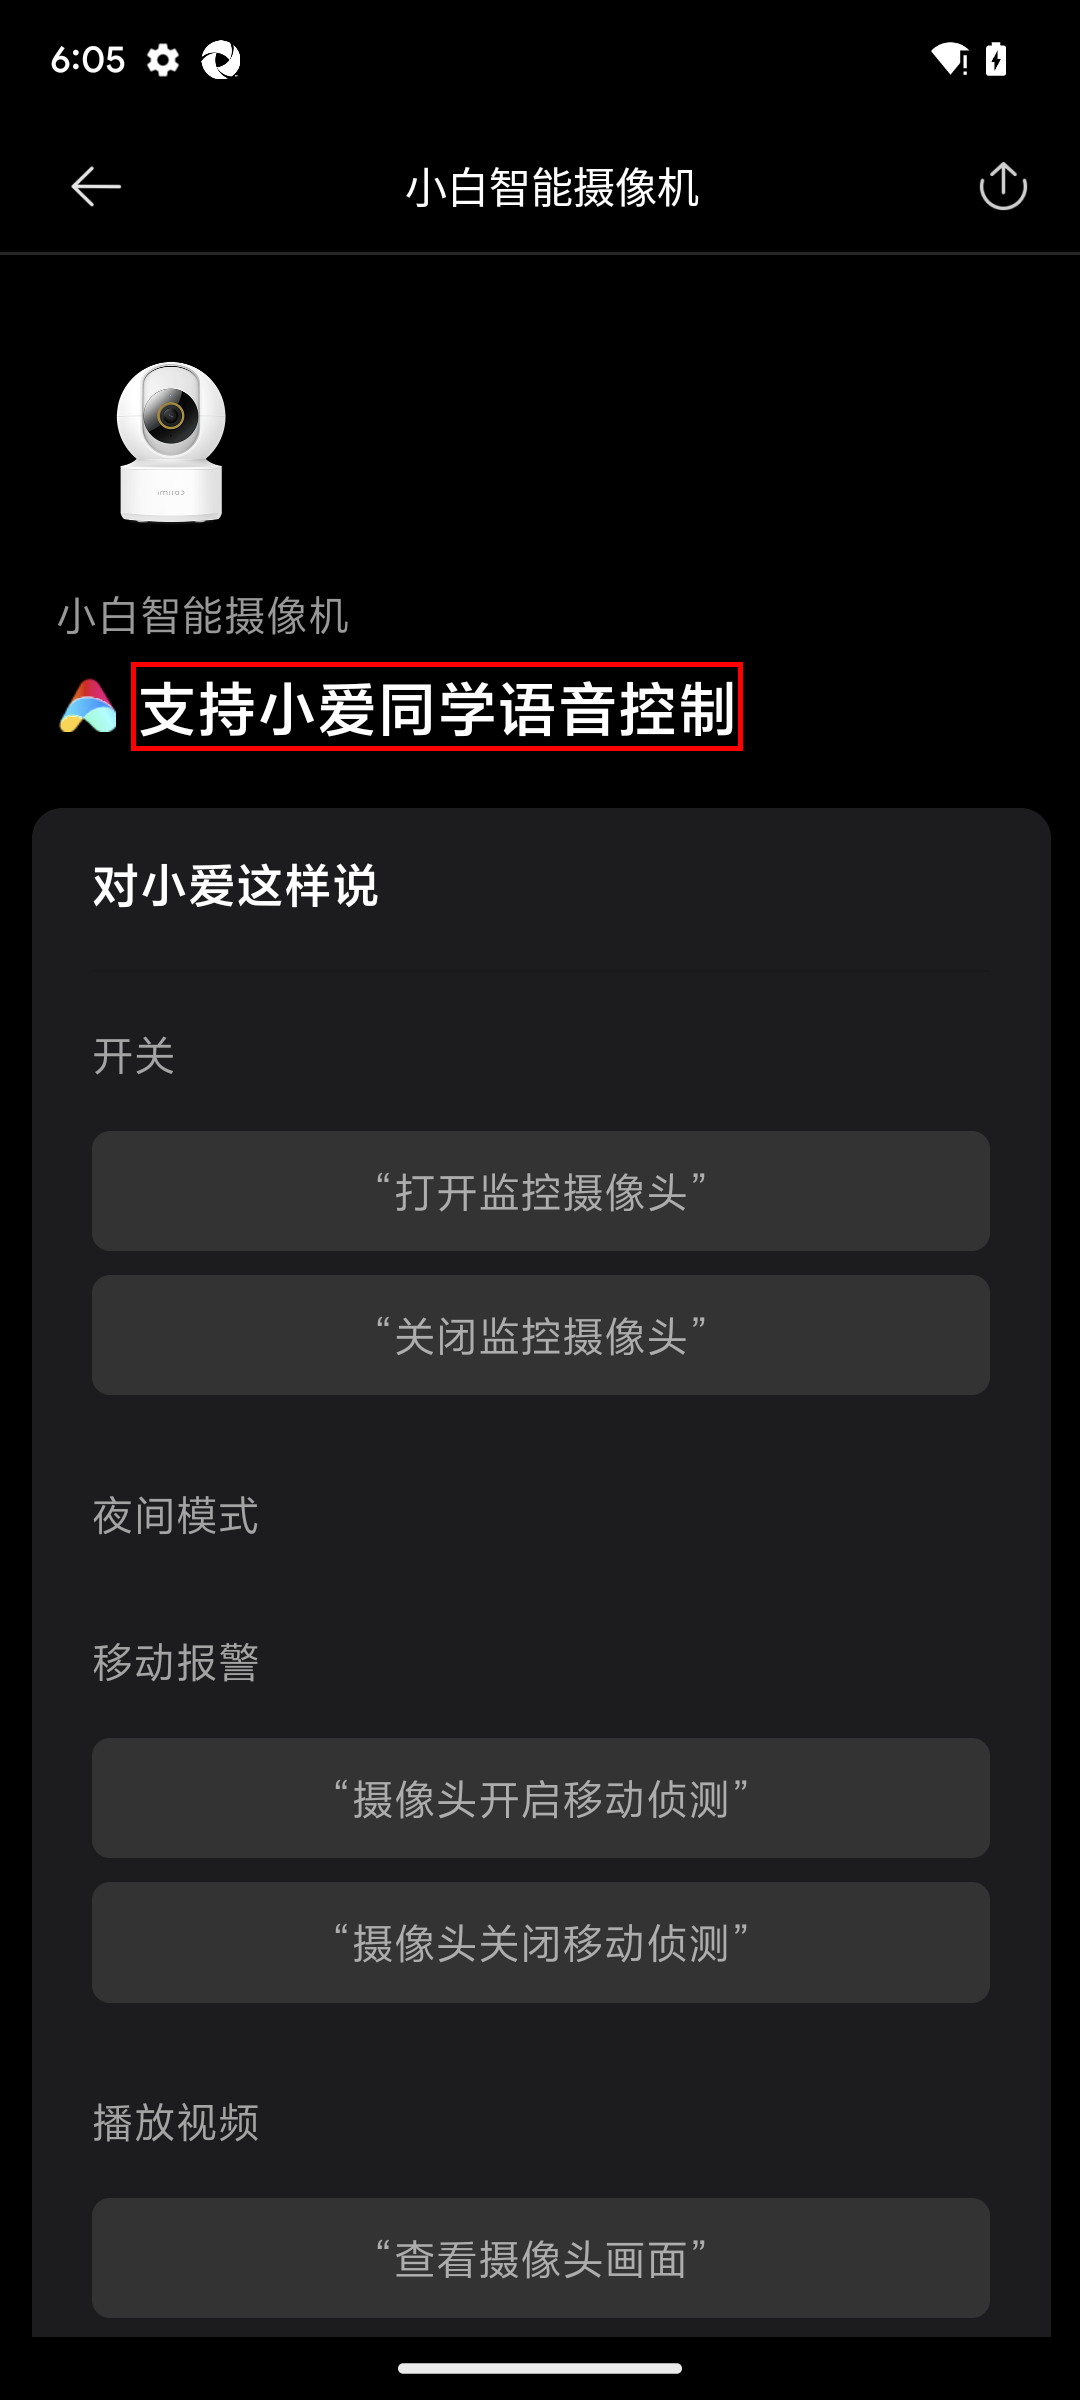 6:05
小白智能摄像机
imilab
小白智能摄像机
支持小爱同学语音控制
对小爱这样说
开关
“打开监控摄像头”
“关闭监控摄像头”
夜间模式
移动报警
“摄像头开启移动侦测”
“摄像头关闭移动侦测”
播放视频
“查看摄像头画面”